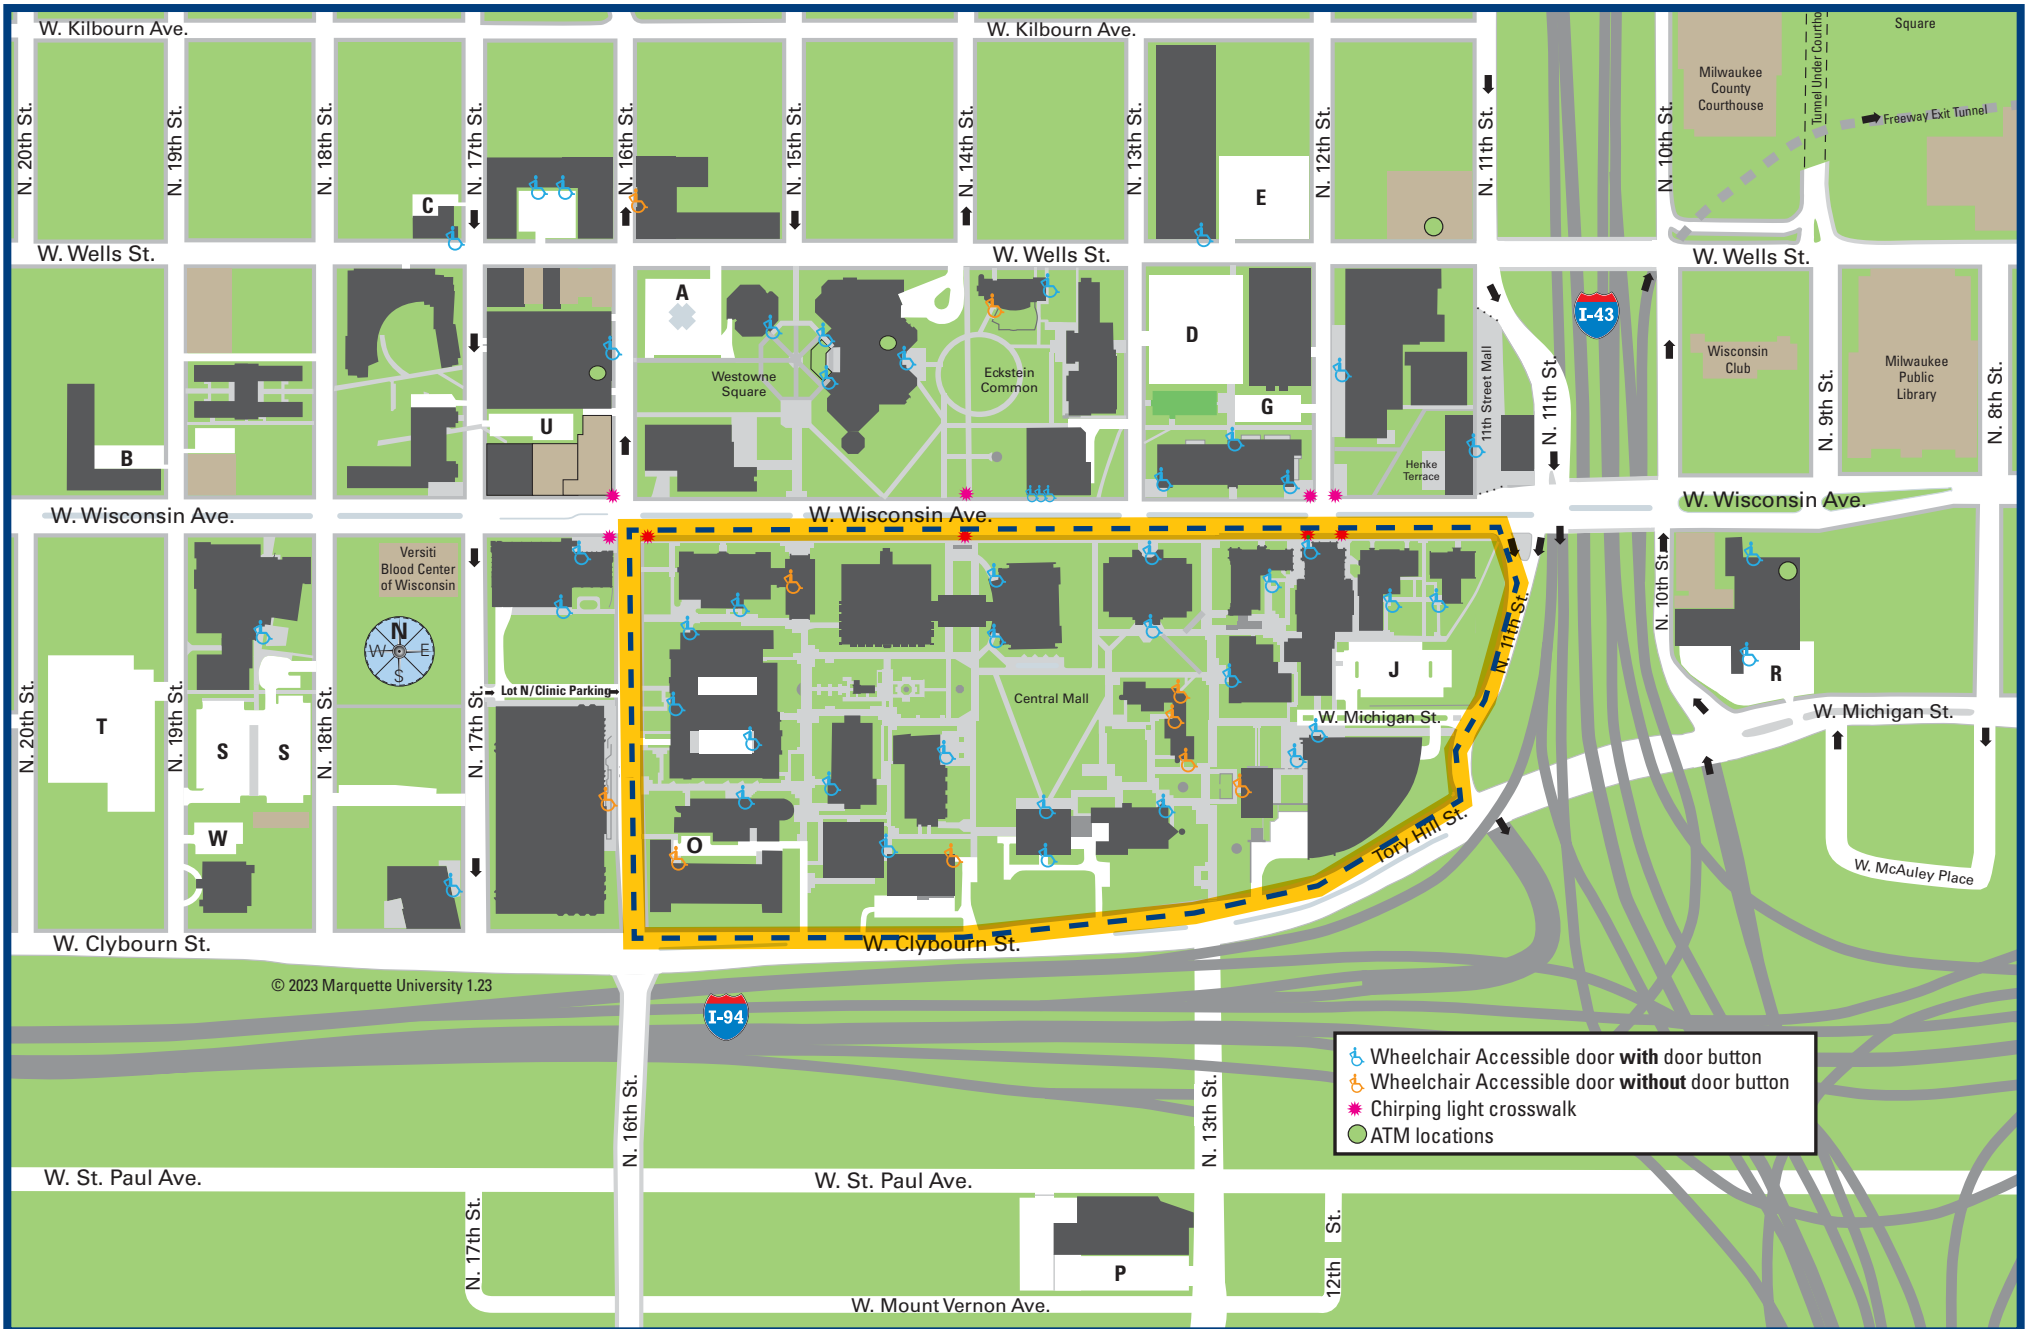 W. Kilbourn Ave.
W. Kilbourn Ave.
Square
Milwaukee
County
Courthouse
Tunnel Under Courtho
Freeway Exit Tunnel
N. 20th St.
N. 19th St.
N. 18th St.
N. 17th St.
N. 16th St.
N. 15th St.
N. 14th St.
N. 13th St.
N. 12th St.
N. 11th St.
N. 10th St.
C
E
W. Wells St.
W. Wells St.
W. Wells St.
A
D
I-43
Westowne
Square
Eckstein
Common
11th Street Mall
N. 11th St.
Wisconsin
Club
Milwaukee
Public
Library
N. 9th St.
N. 8th St.
G
U
B
Henke
Terrace
W. Wisconsin Ave.
W. Wisconsin Ave.
W. Wisconsin Ave.
Versiti
Blood Center
of Wisconsin
N
W
E
S
N. 10th St.
N. 11th St.
Lot N/Clinic Parking
Central Mall
J
R
W. Michigan St.
W. Michigan St.
N. 20th St.
N. 19th St.
N. 18th St.
N. 17th St.
T
S
S
W
O
Tory Hill St.
W. McAuley Place
W. Clybourn St.
W. Clybourn St.
© 2023 Marquette University 1.23
I-94
Wheelchair Accessible door with door button
Wheelchair Accessible door without door button
Chirping light crosswalk
ATM locations
N. 16th St.
N. 13th St.
W. St. Paul Ave.
W. St. Paul Ave.
N. 17th St.
12th St.
P
W. Mount Vernon Ave.